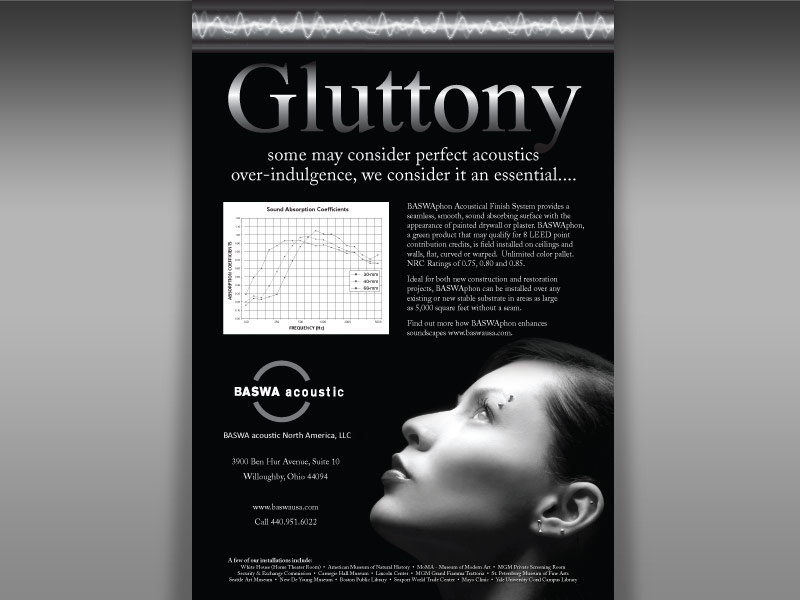 Gluttony
some may consider perfect acoustics
over-indulgence, we consider it an essential....
Sound Absorption Coefficients
ABSORPTION COEFFICIENTS
30-mm
40-mm
68-mm
FREQUENCY (Hz)
BASWAphon Acoustical Finish System provides a
seamless, smooth, sound absorbing surface with the
appearance of painted drywall or plaster. BASWAphon,
a green product that may qualify for 8 LEED point
contribution credits, is field installed on ceilings and
walls, flat, curved or warped. Unlimited color pallet.
NRC Ratings of 0.75, 0.80 and 0.85.
Ideal for both new construction and restoration
projects, BASWAphon can be installed over any
existing or new stable substrate in areas as large
as 5,000 square feet without a seam.
Find out more how BASWAphon enhances
soundscapes www.baswausa.com.
BASWA acoustic
BASWA acoustic North America, LLC
3900 Ben Hur Avenue, Suite 10
Willoughby, Ohio 44094
www.baswausa.com
Call 440.951.6022
A few of our installations include:
White House (Home Theater Room) • American Museum of Natural History • MoMA - Museum of Modern Art • MGM Private Screening Room
Security & Exchange Commission • Carnegie Hall Museum • Lincoln Center • MGM Grand Fiamma Trattoria • St. Petersburg Museum of Fine Arts
Seattle Art Museum • New De Young Museum • Boston Public Library • Seaport World Trade Center • Mayo Clinic • Yale University Coral Campus Library